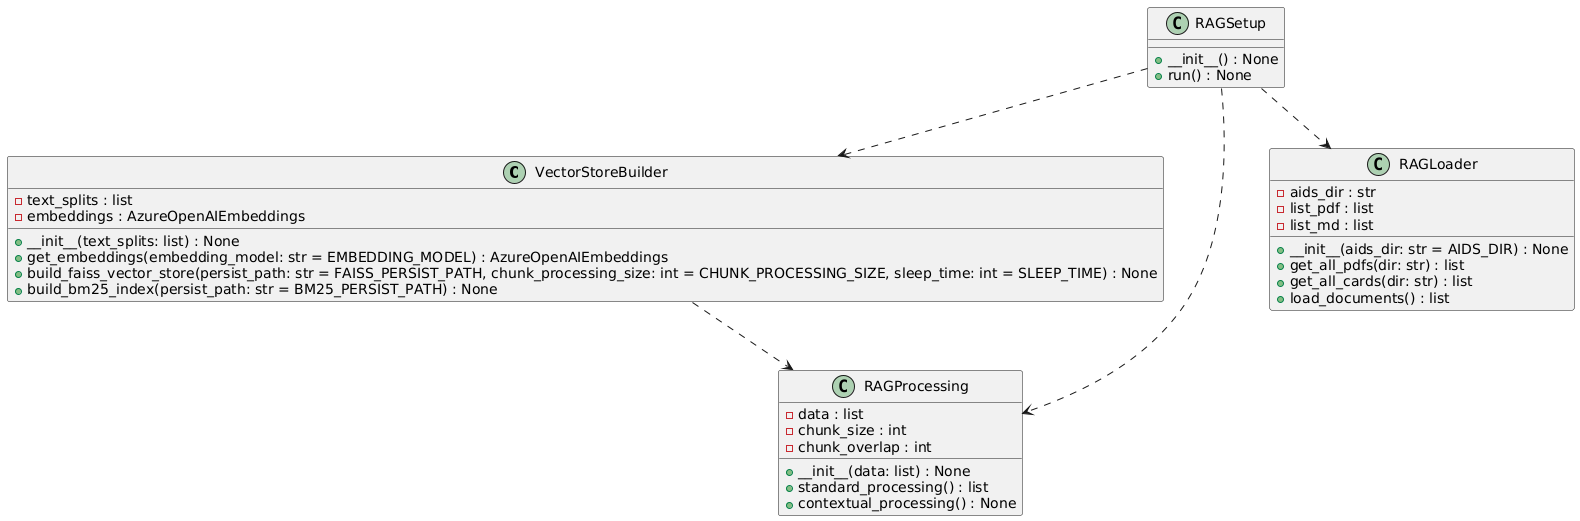 C RAGSetup
__init__() : None
run() : None
C VectorStoreBuilder
text_splits : list
embeddings : AzureOpenAIEmbeddings
__init__(text_splits: list) : None
get_embeddings(embedding_model: str = EMBEDDING_MODEL) : AzureOpenAIEmbeddings
build_faiss_vector_store(persist_path: str = FAISS_PERSIST_PATH, chunk_processing_size: int = CHUNK_PROCESSING_SIZE, sleep_time: int = SLEEP_TIME) : None
build_bm25_index(persist_path: str = BM25_PERSIST_PATH) : None
C RAGLoader
aids_dir : str
list_pdf : list
list_md : list
__init__(aids_dir: str = AIDS_DIR) : None
get_all_pdfs(dir: str) : list
get_all_cards(dir: str) : list
load_documents() : list
C RAGProcessing
data : list
chunk_size : int
chunk_overlap : int
__init__(data: list) : None
standard_processing() : list
contextual_processing() : None